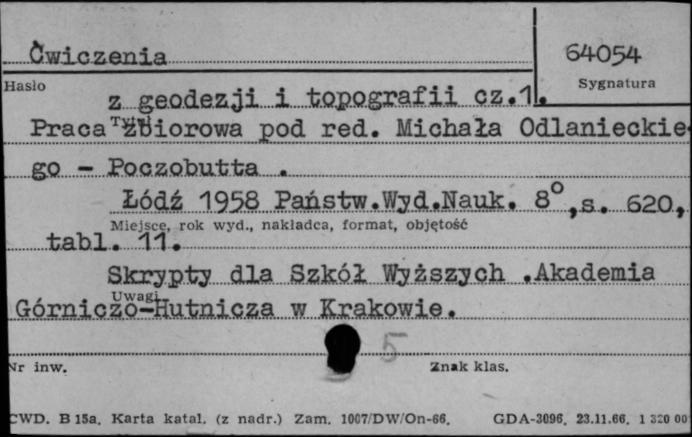 Ćwiczenia
64054
Hasło
Sygnatura
z geodezji i topografii cz.1.
Praca zbiorowa pod red. Michała Odlanieckie-
go - Poczobutta .
Łódź 1958 Państw.Wyd.Nauk. 8°,s. 620,
Miejsce, rok wyd., nakładca, format, objętość
tabl. 11.
Skrypty dla Szkół Wyższych .Akademia
Uwagi
Górniczo-Hutnicza w Krakowie.
5
Nr inw.
Znak klas.
CWD. B 15a. Karta katal. (z nadr.) Zam. 1007/DW/On-66. GDA-3096. 23.11.66. 1 320 00